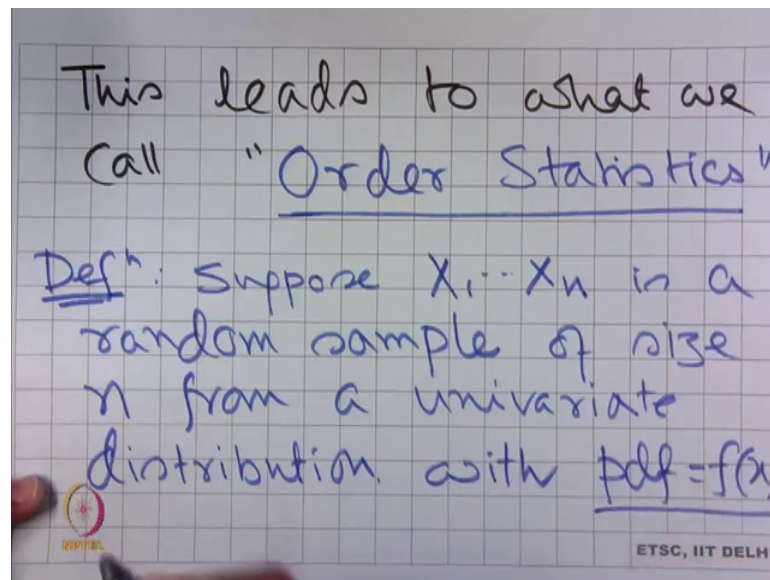 This leads to what we
Call "Order Statistics"
Defⁿ: Suppose X₁ ... Xn is a
random sample of size
n from a univariate
distribution. with pdf = f(x
NPTEL
ETSC, IIT DELH